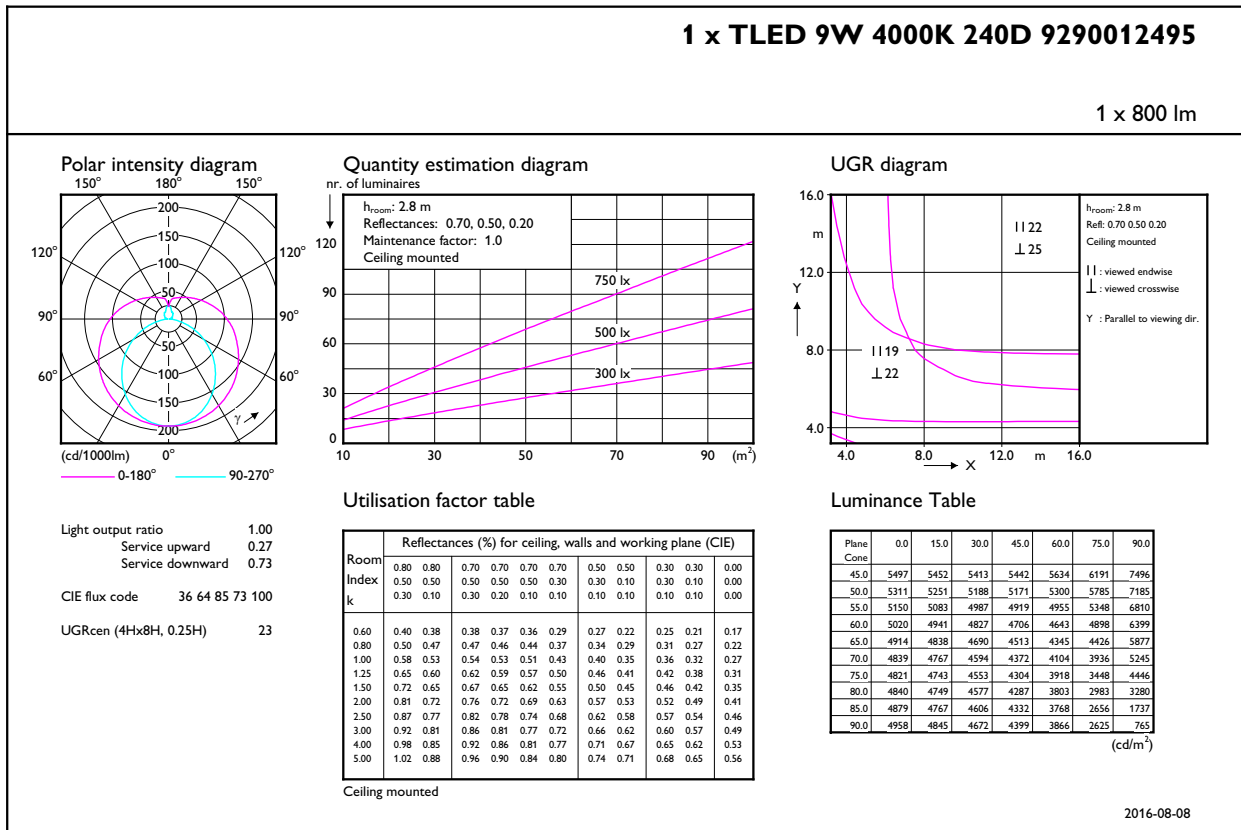 1 x TLED 9W 4000K 240D 9290012495
1 x 800 lm
Polar intensity diagram
150° 180° 150°
200
150
120° 120°
100
50
90° 90°
50
60° 60°
100
150
γ
200
(cd/1000lm) 0°
0-180° 90-270°
Light output ratio 1.00
Service upward 0.27
Service downward 0.73
CIE flux code 36 64 85 73 100
UGRcen (4Hx8H, 0.25H) 23
Quantity estimation diagram
nr. of luminaires
hroom: 2.8 m
Reflectances: 0.70, 0.50, 0.20
Maintenance factor: 1.0
Ceiling mounted
120
90
60
30
0
750 lx
500 lx
300 lx
10 30 50 70 90 (m²)
UGR diagram
16.0
m
12.0
Y
8.0
4.0
II 22
⊥ 25
II 19
⊥ 22
4.0 8.0 12.0 m 16.0
X
hroom: 2.8 m
Refl: 0.70 0.50 0.20
Ceiling mounted
II : viewed endwise
⊥ : viewed crosswise
Y : Parallel to viewing dir.
Utilisation factor table
Reflectances (%) for ceiling, walls and working plane (CIE)
Room
Index
k
0.80 0.80 0.70 0.70 0.70 0.70 0.50 0.50 0.30 0.30 0.00
0.50 0.50 0.50 0.50 0.50 0.30 0.30 0.10 0.30 0.10 0.00
0.30 0.10 0.30 0.20 0.10 0.10 0.10 0.10 0.10 0.10 0.00
0.60 0.40 0.38 0.38 0.37 0.36 0.29 0.27 0.22 0.25 0.21 0.17
0.80 0.50 0.47 0.47 0.46 0.44 0.37 0.34 0.29 0.31 0.27 0.22
1.00 0.58 0.53 0.54 0.53 0.51 0.43 0.40 0.35 0.36 0.32 0.27
1.25 0.65 0.60 0.62 0.59 0.57 0.50 0.46 0.41 0.42 0.38 0.31
1.50 0.72 0.65 0.67 0.65 0.62 0.55 0.50 0.45 0.46 0.42 0.35
2.00 0.81 0.72 0.76 0.72 0.69 0.63 0.57 0.53 0.52 0.49 0.41
2.50 0.87 0.77 0.82 0.78 0.74 0.68 0.62 0.58 0.57 0.54 0.46
3.00 0.92 0.81 0.86 0.81 0.77 0.72 0.66 0.62 0.60 0.57 0.49
4.00 0.98 0.85 0.92 0.86 0.81 0.77 0.71 0.67 0.65 0.62 0.53
5.00 1.02 0.88 0.96 0.90 0.84 0.80 0.74 0.71 0.68 0.65 0.56
Ceiling mounted
Luminance Table
Plane 0.0 15.0 30.0 45.0 60.0 75.0 90.0
Cone
45.0 5497 5452 5413 5442 5634 6191 7496
50.0 5311 5251 5188 5171 5300 5785 7185
55.0 5150 5083 4987 4919 4955 5348 6810
60.0 5020 4941 4827 4706 4643 4898 6399
65.0 4914 4838 4690 4513 4345 4426 5877
70.0 4839 4767 4594 4372 4104 3936 5245
75.0 4821 4743 4553 4304 3918 3448 4446
80.0 4840 4749 4577 4287 3803 2983 3280
85.0 4879 4767 4606 4332 3768 2656 1737
90.0 4958 4845 4672 4399 3866 2625 765
(cd/m²)
2016-08-08